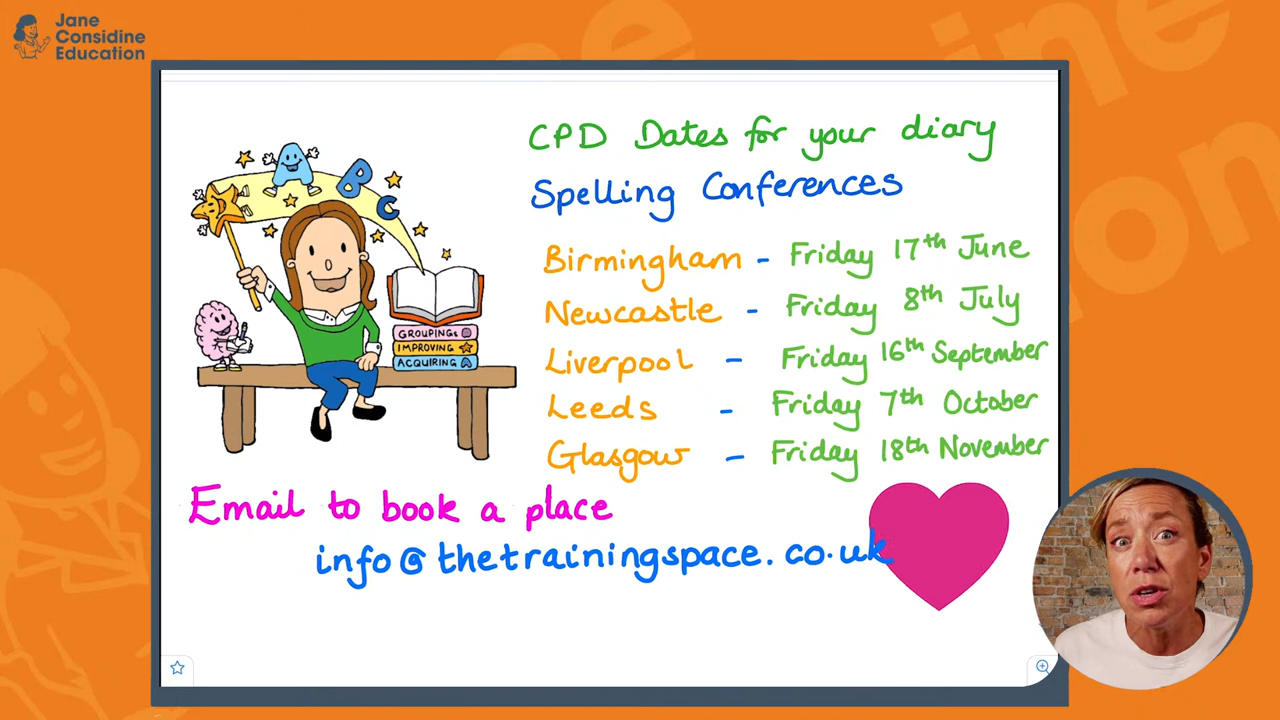 Jane
Considine
Education
CPD Dates for your diary
Spelling Conferences
Birmingham - Friday 17th June
Newcastle - Friday 8th July
Liverpool - Friday 16th September
Leeds - Friday 7th October
Glasgow - Friday 18th November
A
B
C
GROUPINGS
IMPROVING
ACQUIRING
Email to book a place
info@thetrainingspace.co.uk